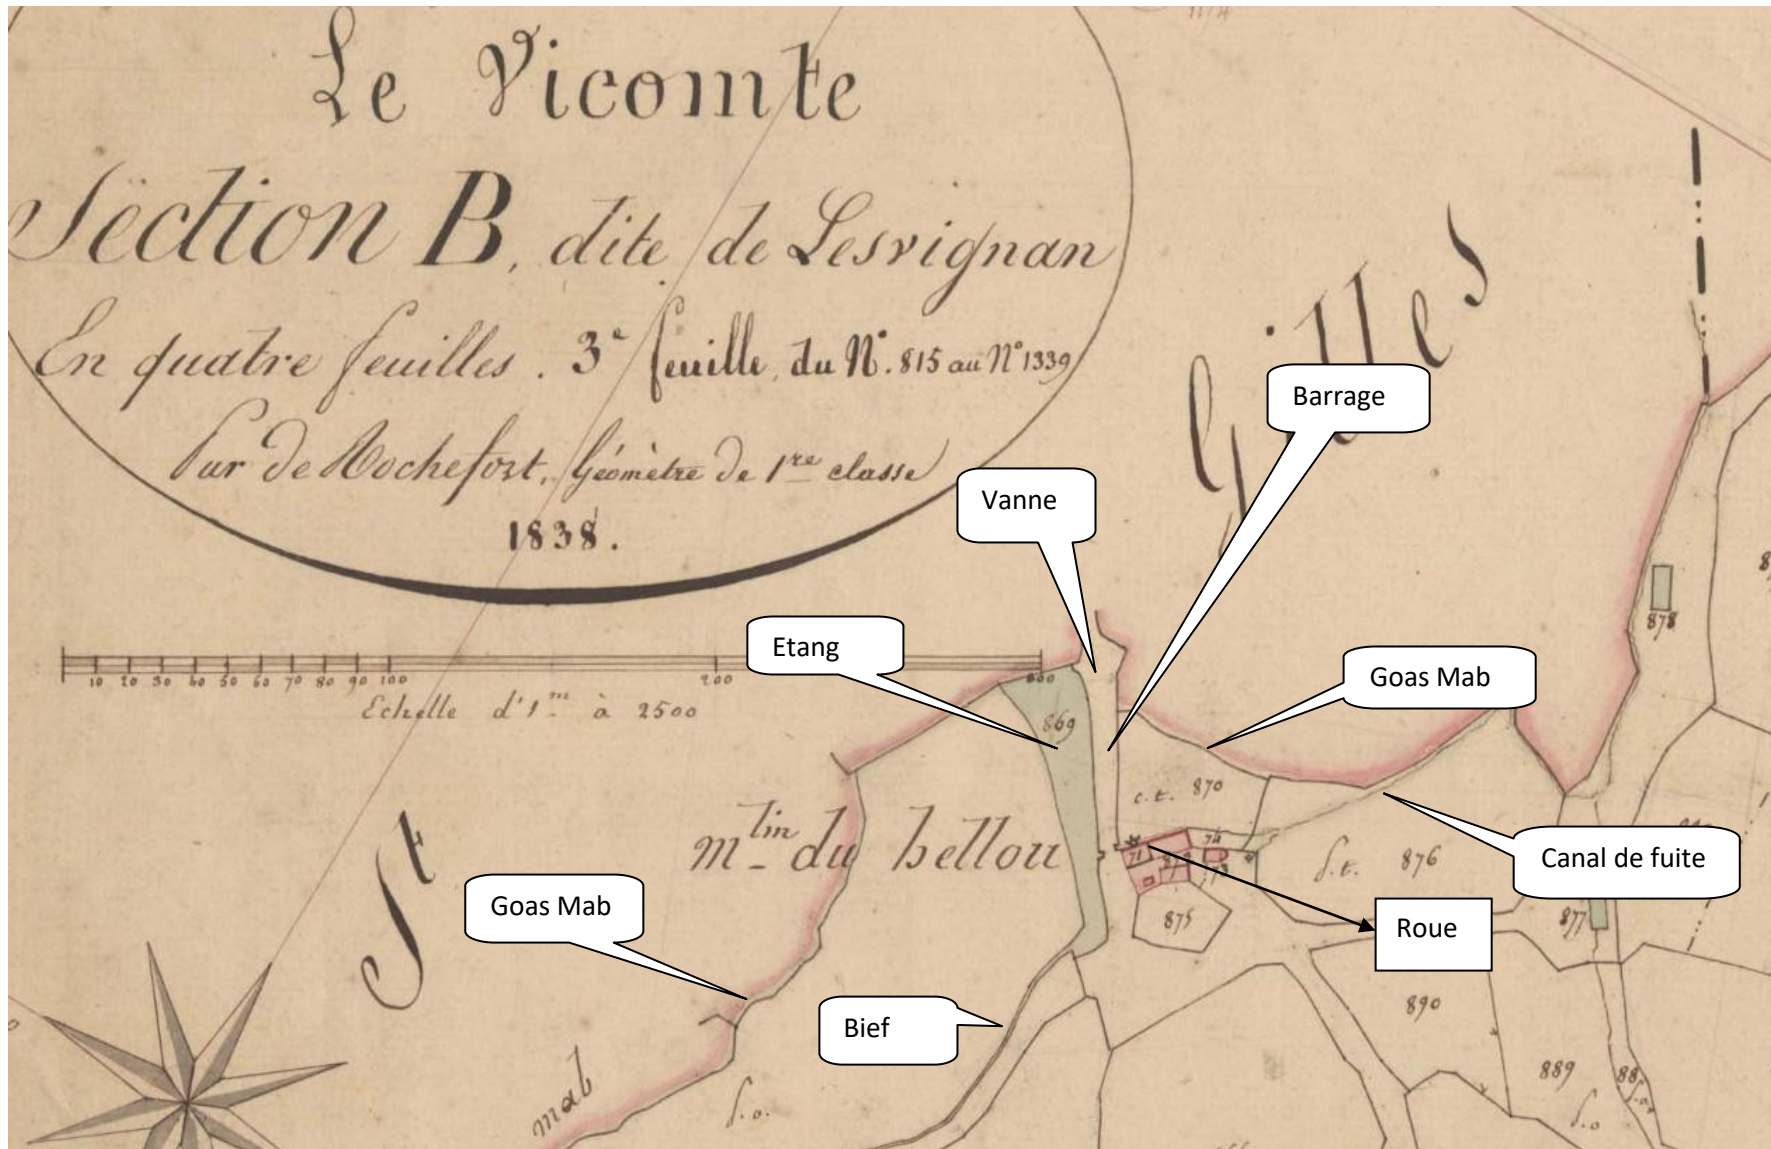 Le Vicomte
Section B, dite de Lesvignan
En quatre feuilles. 3e feuille, du N°. 815 au N° 1339
Par de Rochefort, Géomètre de 1re classe
1838.
10 20 30 40 50 60 70 80 90 100 200 300
Echelle d'1m à 2500
St
Gilles
Barrage
Vanne
Etang
Goas Mab
878
869
c.t. 870
mlin du hellou
71
74
876
Canal de fuite
Goas Mab
875
877
Roue
Bief
890
889
mab